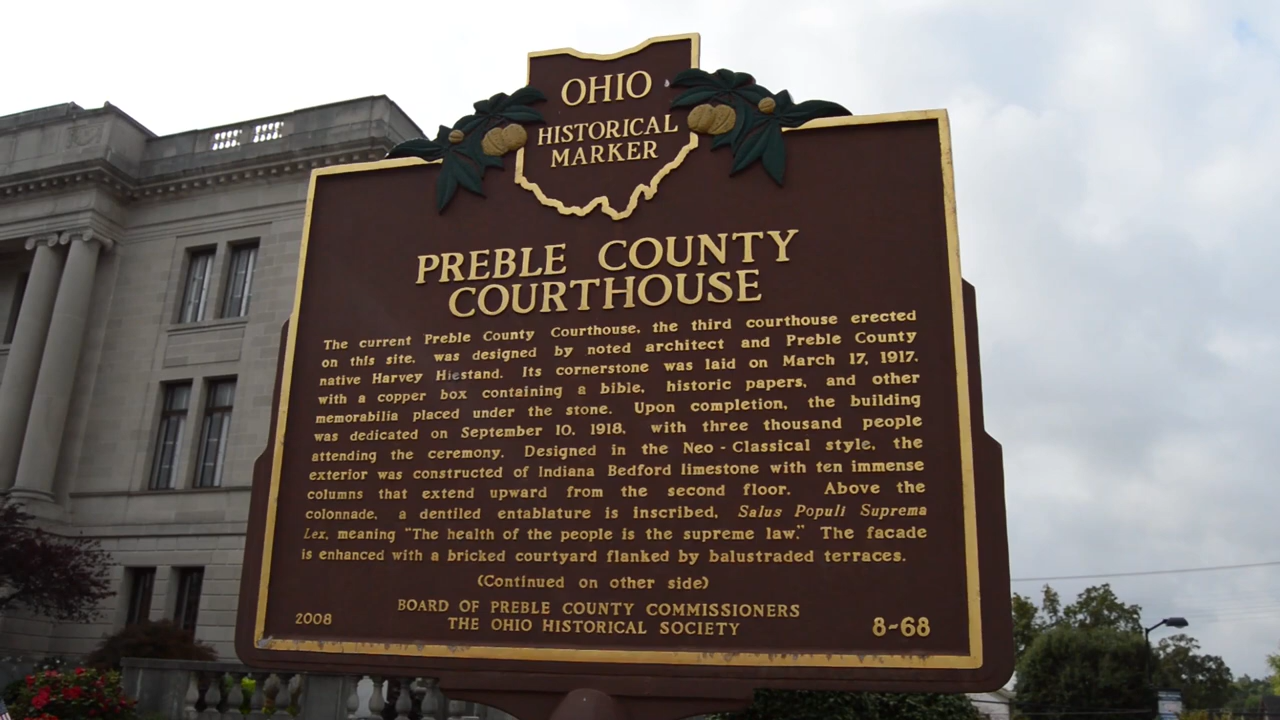 OHIO
HISTORICAL
MARKER
PREBLE COUNTY
COURTHOUSE
The current Preble County Courthouse, the third courthouse erected
on this site, was designed by noted architect and Preble County
native Harvey Hiestand. Its cornerstone was laid on March 17, 1917,
with a copper box containing a bible, historic papers, and other
memorabilia placed under the stone. Upon completion, the building
was dedicated on September 10, 1918, with three thousand people
attending the ceremony. Designed in the Neo-Classical style, the
exterior was constructed of Indiana Bedford limestone with ten immense
columns that extend upward from the second floor. Above the
colonnade, a dentiled entablature is inscribed, Salus Populi Suprema
Lex, meaning "The health of the people is the supreme law." The facade
is enhanced with a bricked courtyard flanked by balustraded terraces.
(Continued on other side)
BOARD OF PREBLE COUNTY COMMISSIONERS
THE OHIO HISTORICAL SOCIETY
2008
8-68